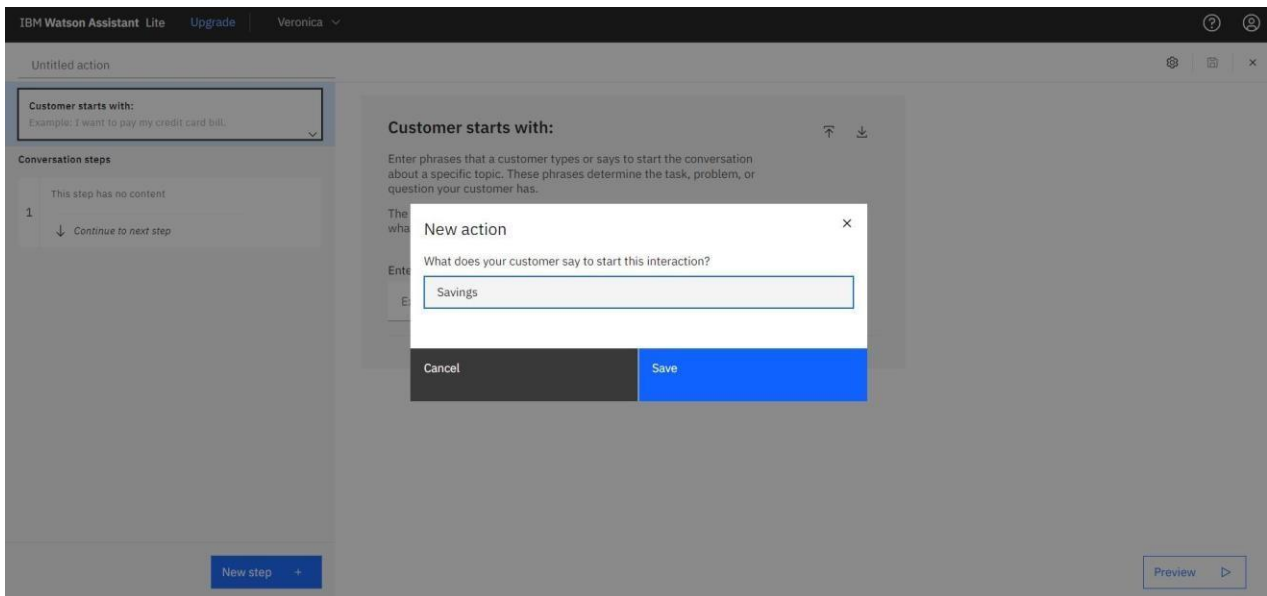 IBM Watson Assistant Lite Upgrade Veronica
Untitled action
Customer starts with:
Example: I want to pay my credit card bill.
Conversation steps
This step has no content
1
Continue to next step
New step +
Customer starts with:
Enter phrases that a customer types or says to start the conversation
about a specific topic. These phrases determine the task, problem, or
question your customer has.
The
wha
Ente
New action
What does your customer say to start this interaction?
Savings
Cancel
Save
Preview